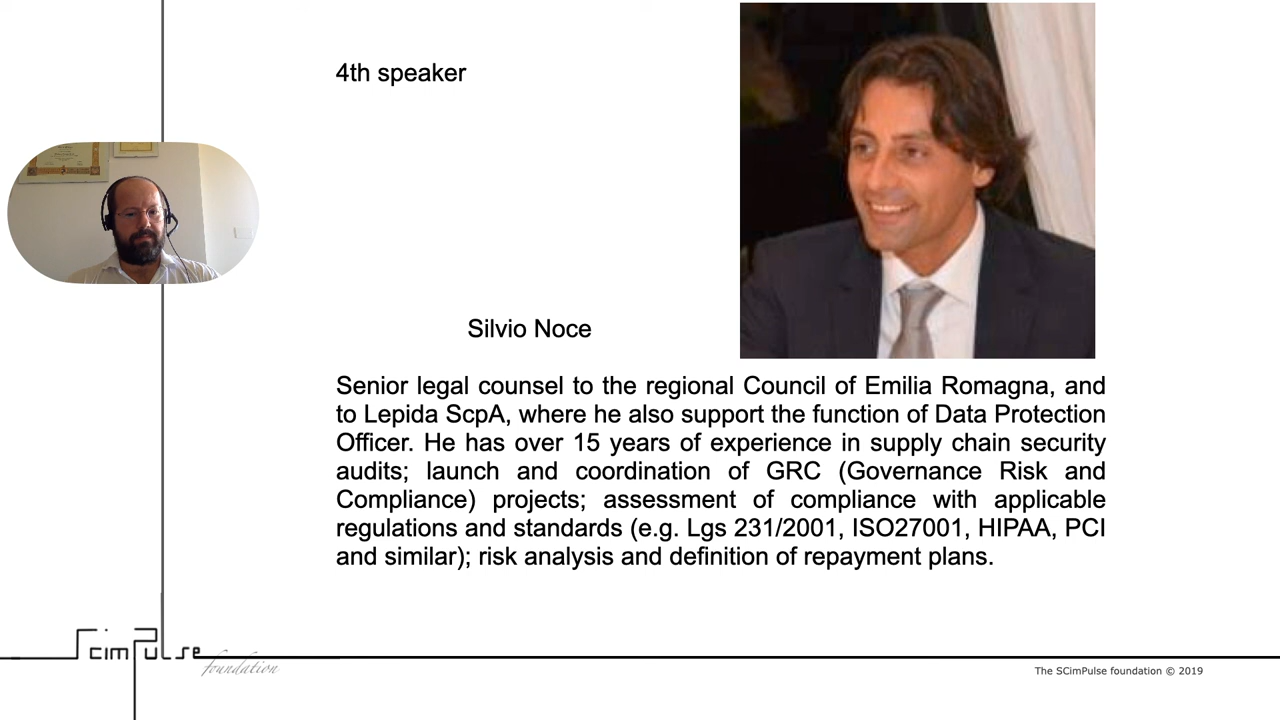 4th speaker
Silvio Noce
Senior legal counsel to the regional Council of Emilia Romagna, and
to Lepida ScpA, where he also support the function of Data Protection
Officer. He has over 15 years of experience in supply chain security
audits; launch and coordination of GRC (Governance Risk and
Compliance) projects; assessment of compliance with applicable
regulations and standards (e.g. Lgs 231/2001, ISO27001, HIPAA, PCI
and similar); risk analysis and definition of repayment plans.
ScimPulse
foundation
The SCimPulse foundation © 2019